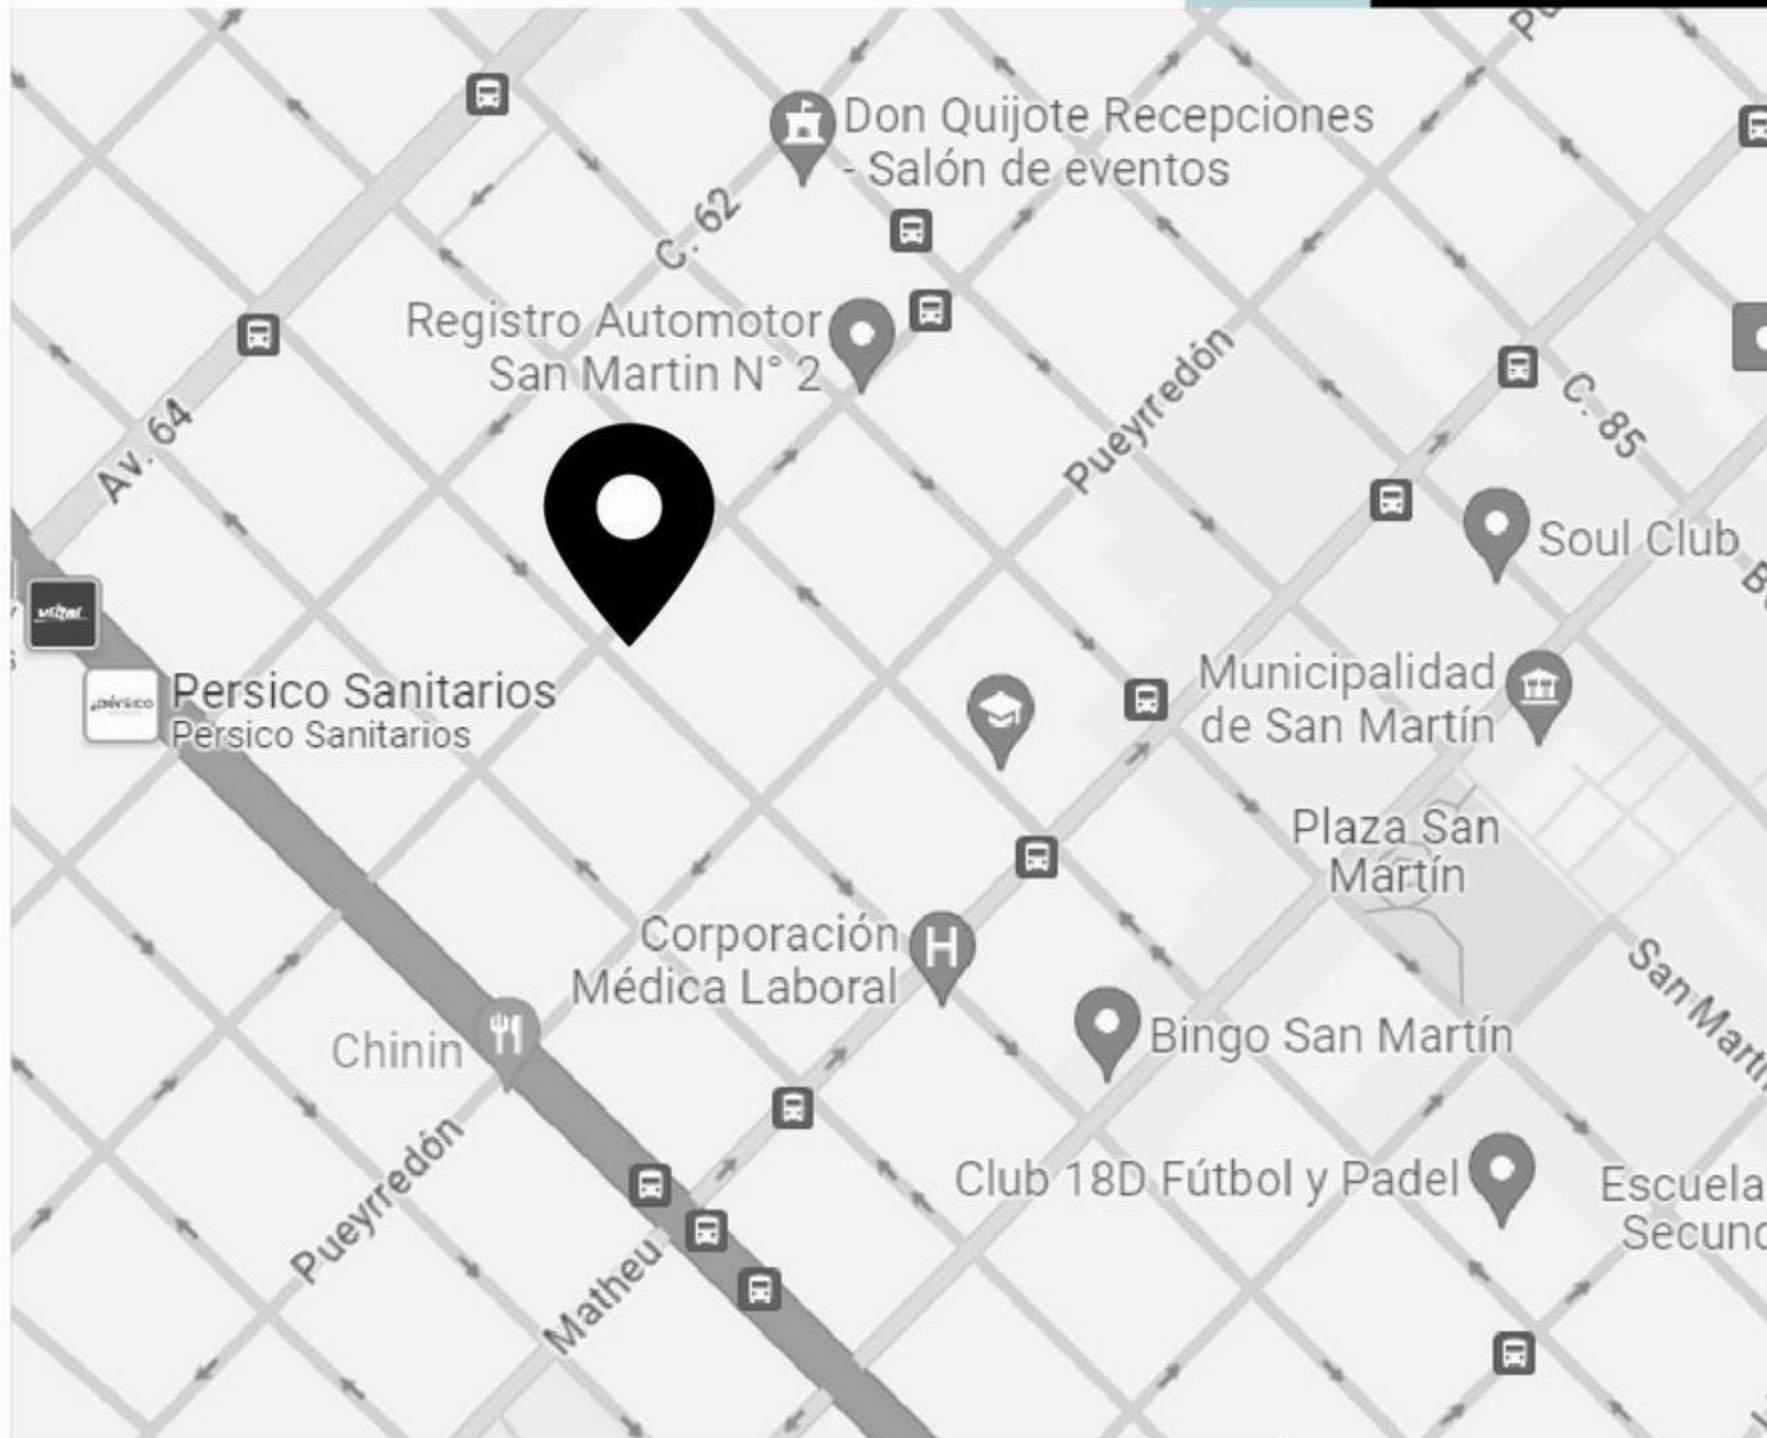 Don Quijote Recepciones
- Salón de eventos
C. 62
Registro Automotor
San Martin N° 2
Pueyrredón
Av. 64
C. 85
Soul Club
Persico Sanitarios
Persico Sanitarios
Municipalidad
de San Martín
Plaza San
Martín
Corporación
Médica Laboral
H
San Martí
Chinin
Bingo San Martín
Pueyrredón
Club 18D Fútbol y Padel
Escuela
Secund
Matheu